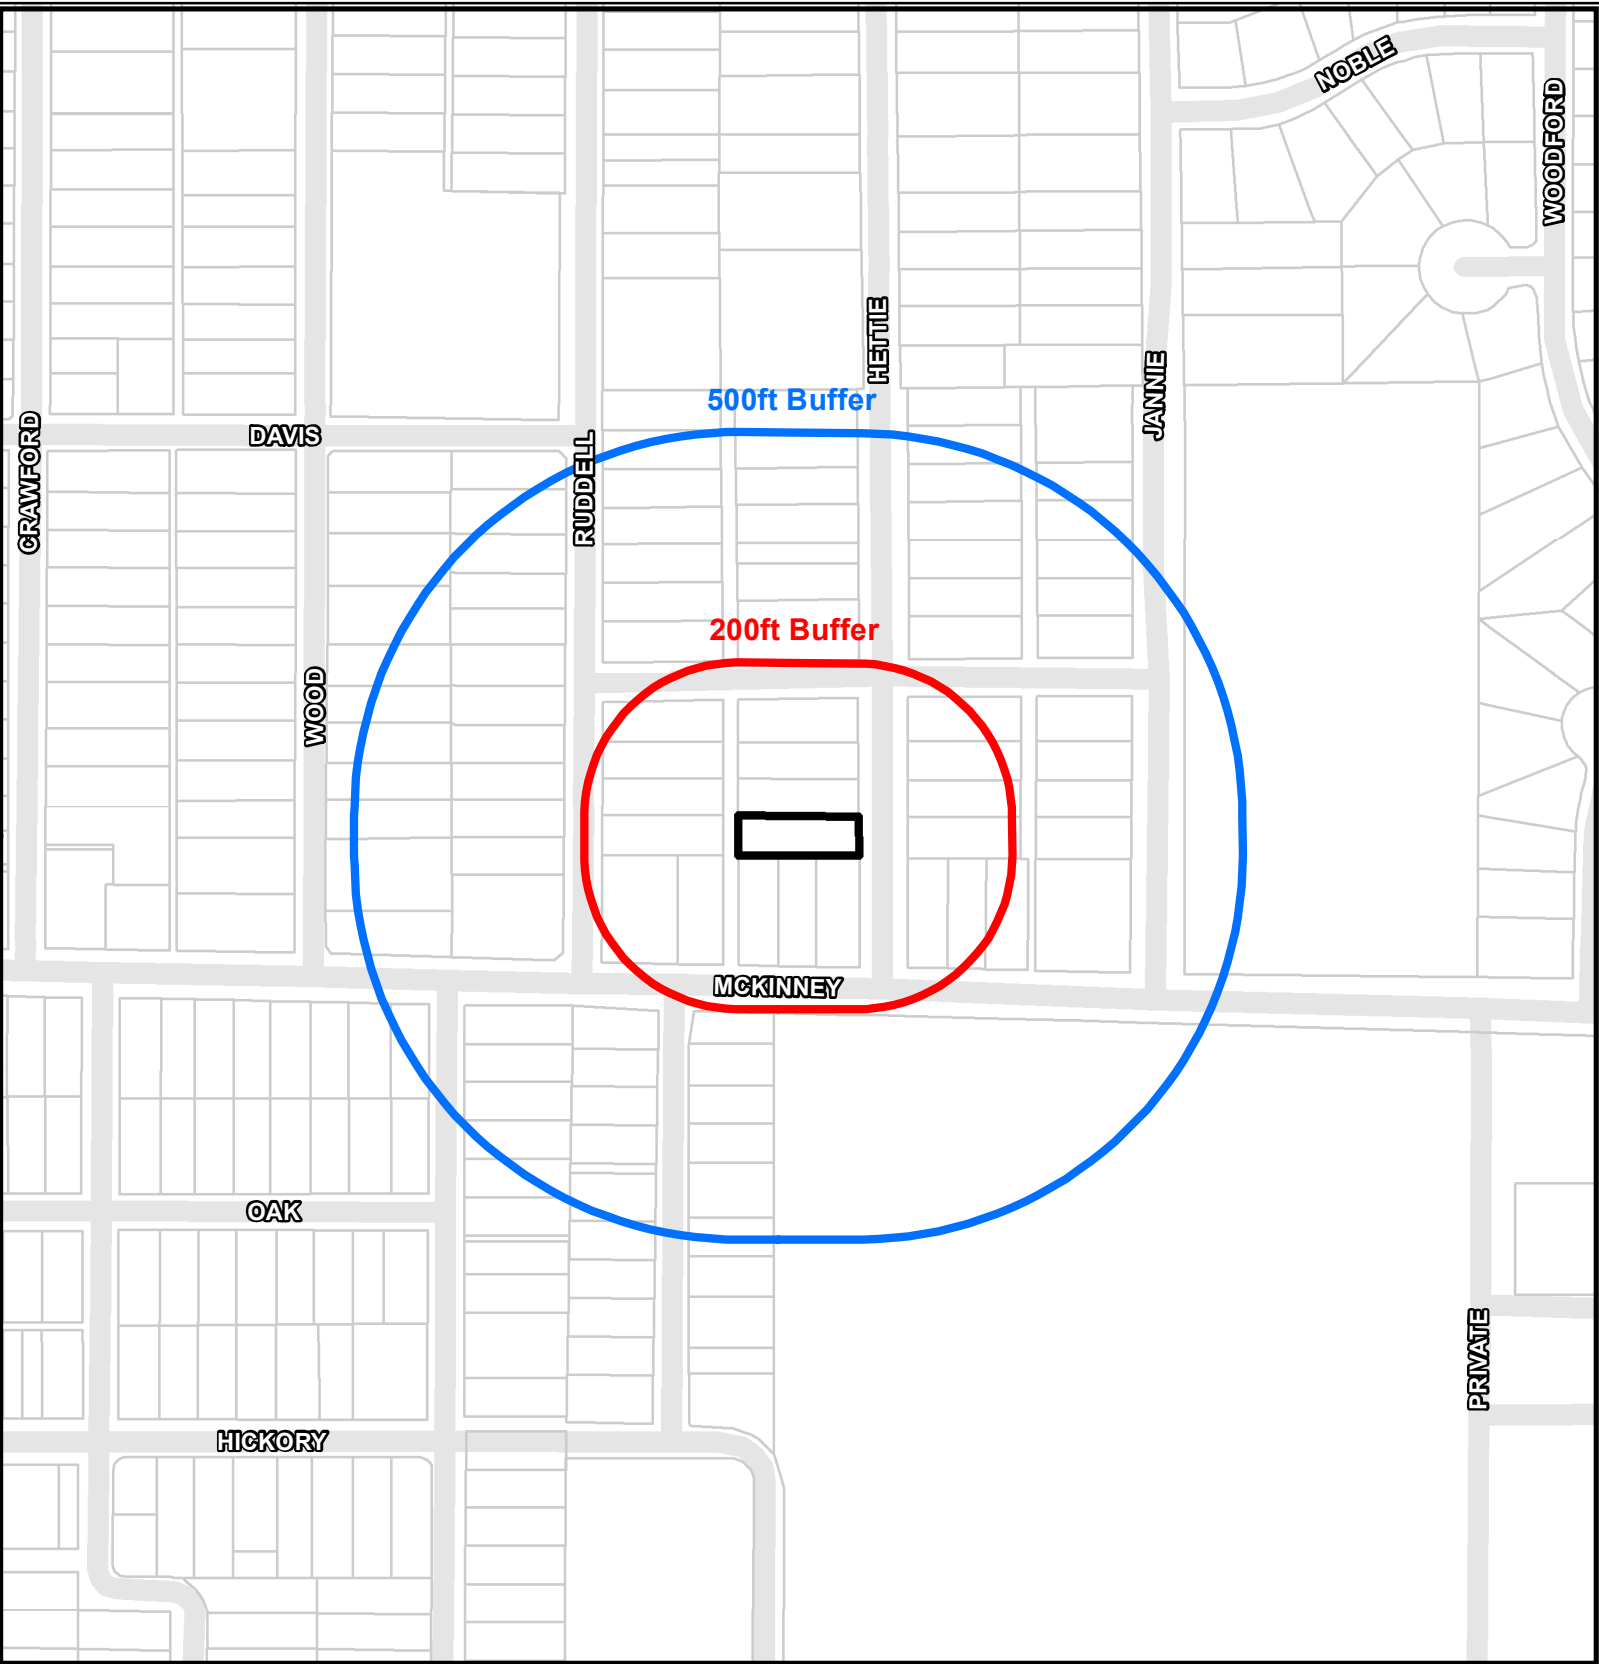 NOBLE
WOODFORD
HETTIE
JANNIE
500ft Buffer
CRAWFORD
DAVIS
RUDDELL
200ft Buffer
WOOD
MCKINNEY
OAK
PRIVATE
HICKORY